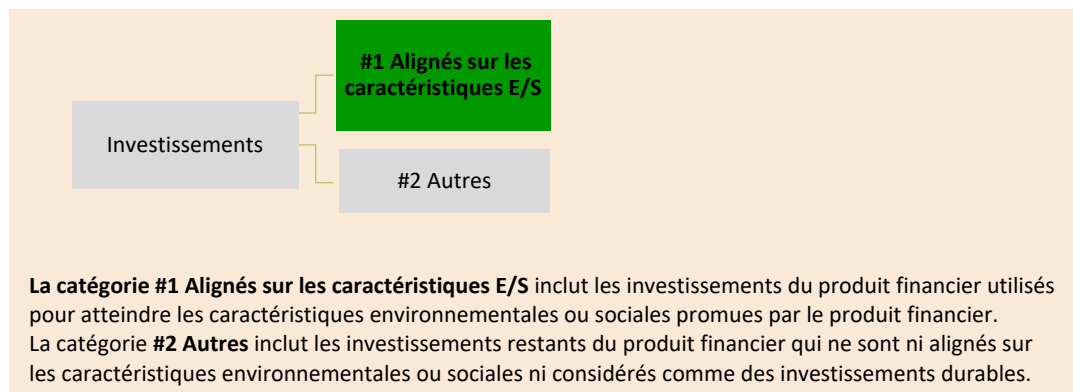 #1 Alignés sur les
caractéristiques E/S
Investissements
#2 Autres
La catégorie #1 Alignés sur les caractéristiques E/S inclut les investissements du produit financier utilisés
pour atteindre les caractéristiques environnementales ou sociales promues par le produit financier.
La catégorie #2 Autres inclut les investissements restants du produit financier qui ne sont ni alignés sur
les caractéristiques environnementales ou sociales ni considérés comme des investissements durables.